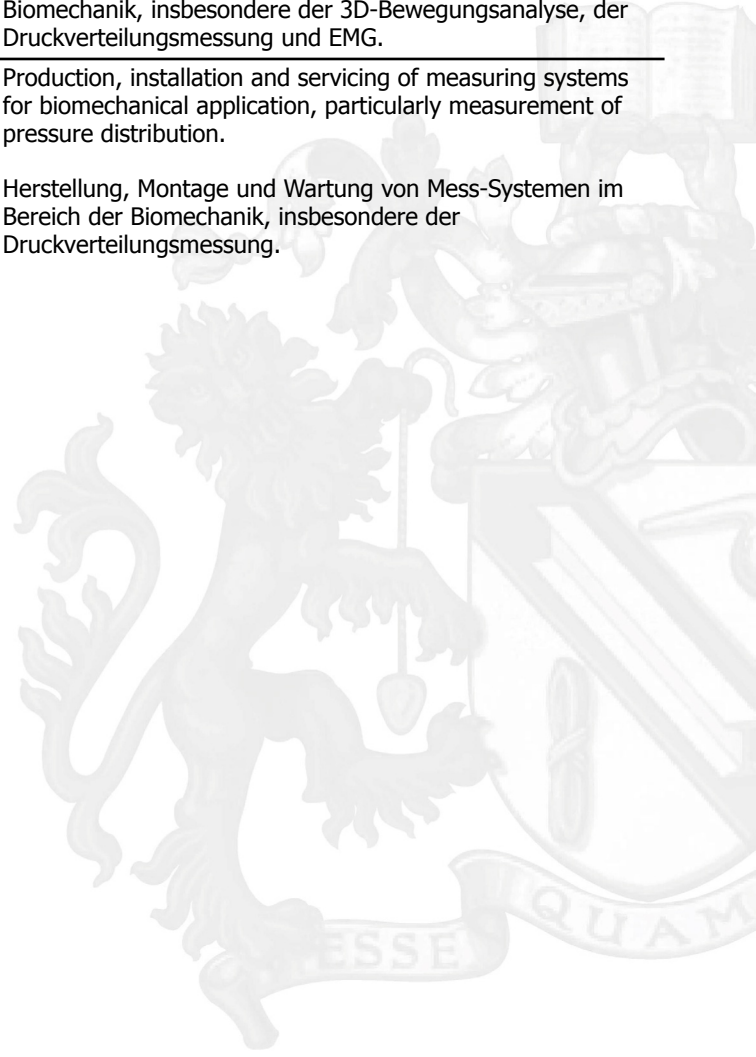 Biomechanik, insbesondere der 3D-Bewegungsanalyse, der
Druckverteilungsmessung und EMG.
Production, installation and servicing of measuring systems
for biomechanical application, particularly measurement of
pressure distribution.
Herstellung, Montage und Wartung von Mess-Systemen im
Bereich der Biomechanik, insbesondere der
Druckverteilungsmessung.
ESSE QUAM